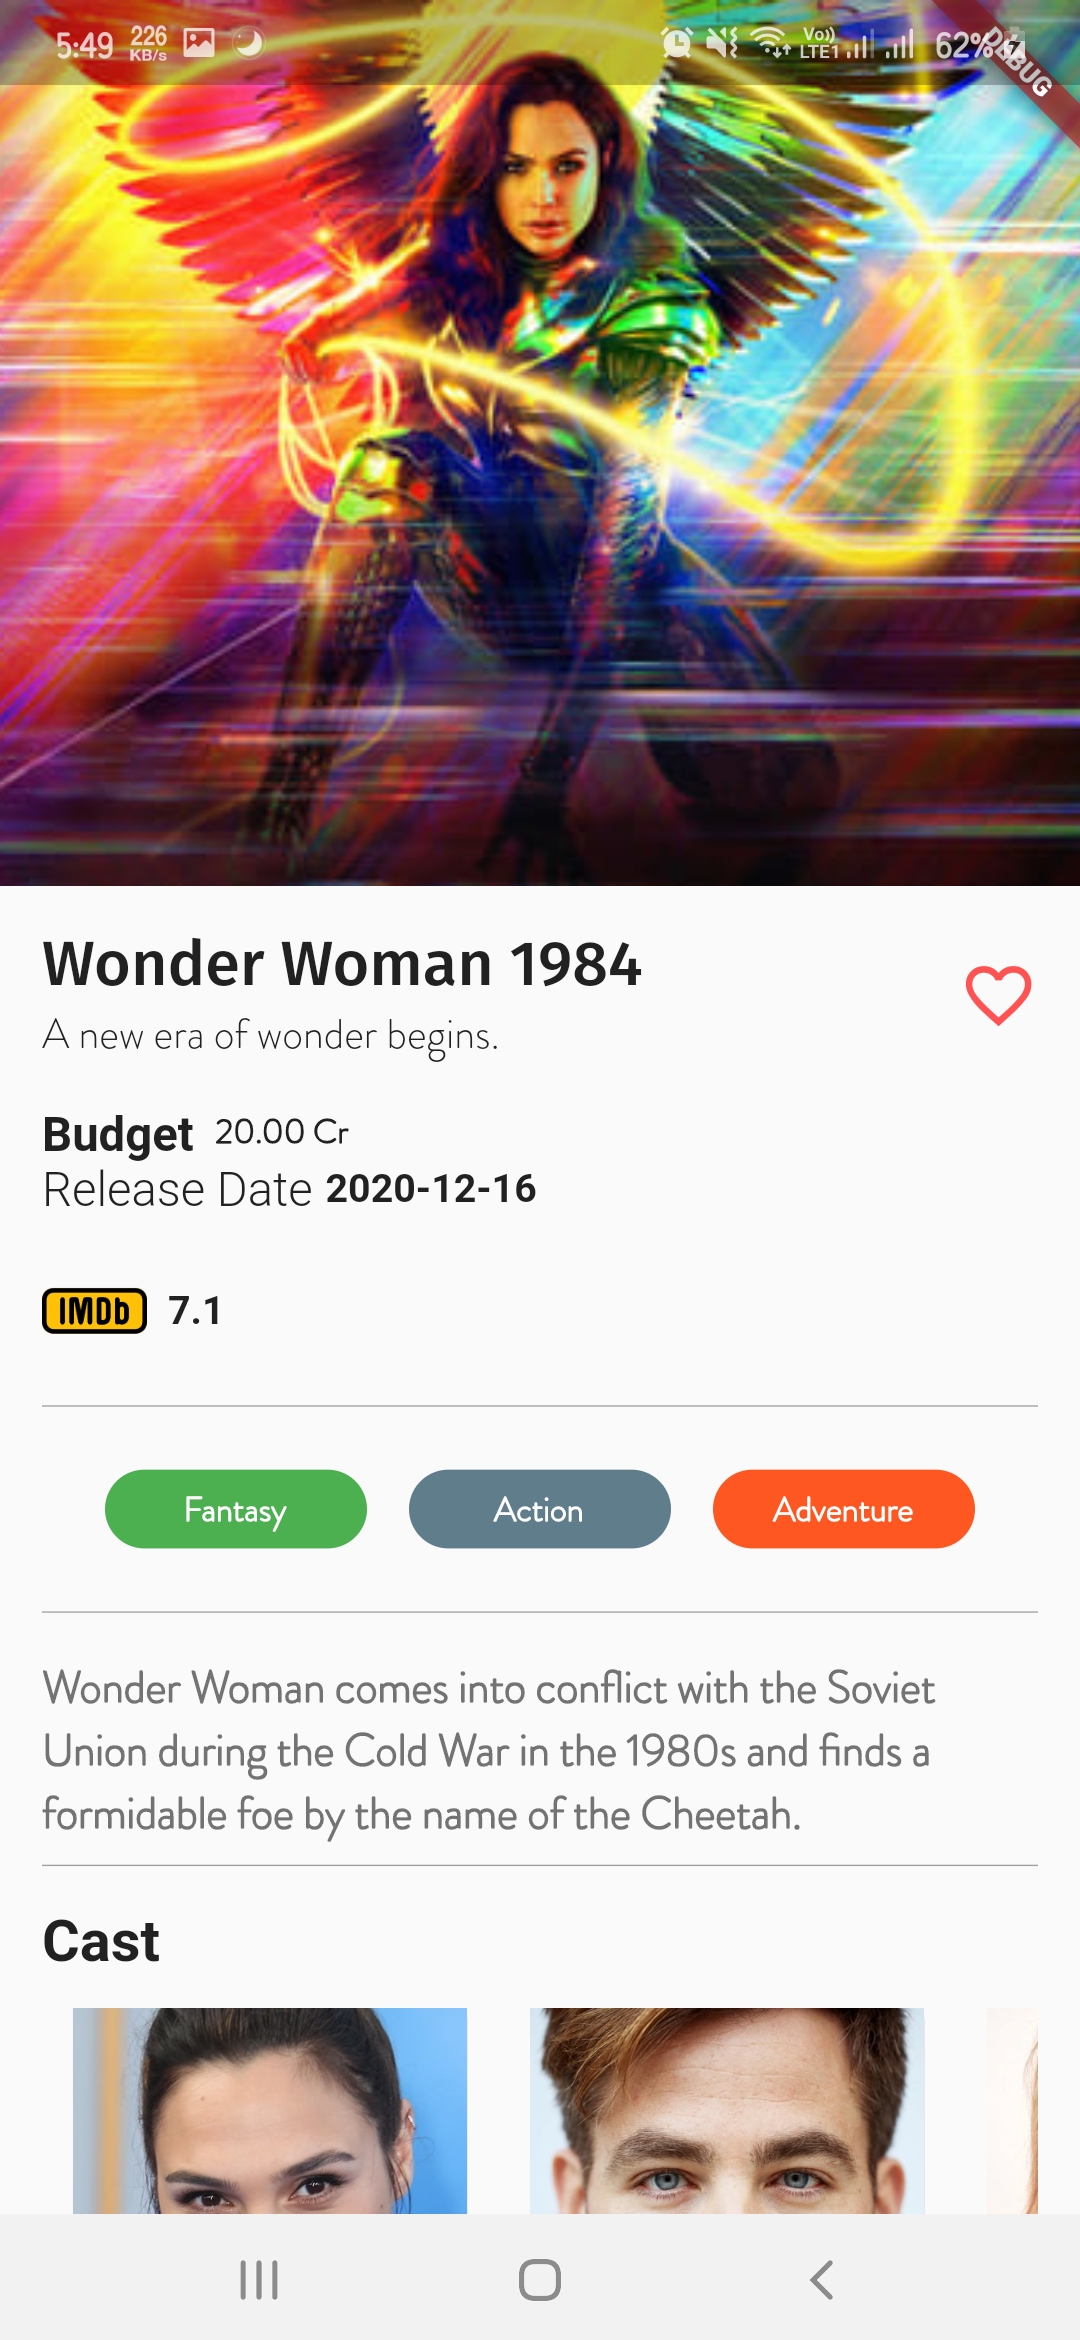 5:49 226 KB/s Vo) LTE1 62%
DEBUG
Wonder Woman 1984
A new era of wonder begins.
Budget 20.00 Cr
Release Date 2020-12-16
IMDb 7.1
Fantasy Action Adventure
Wonder Woman comes into conflict with the Soviet
Union during the Cold War in the 1980s and finds a
formidable foe by the name of the Cheetah.
Cast